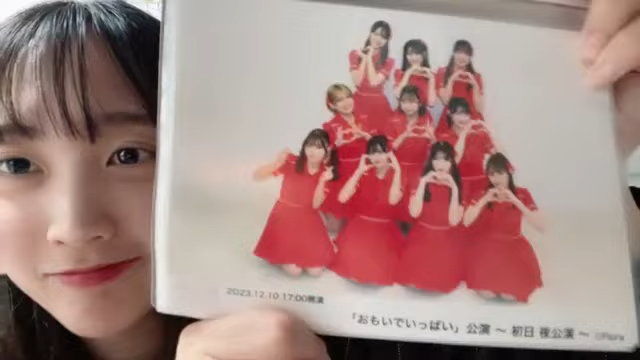 2023.12.10 17:00開演
「おもいでいっぱい」公演 ～ 初日 夜公演 ～